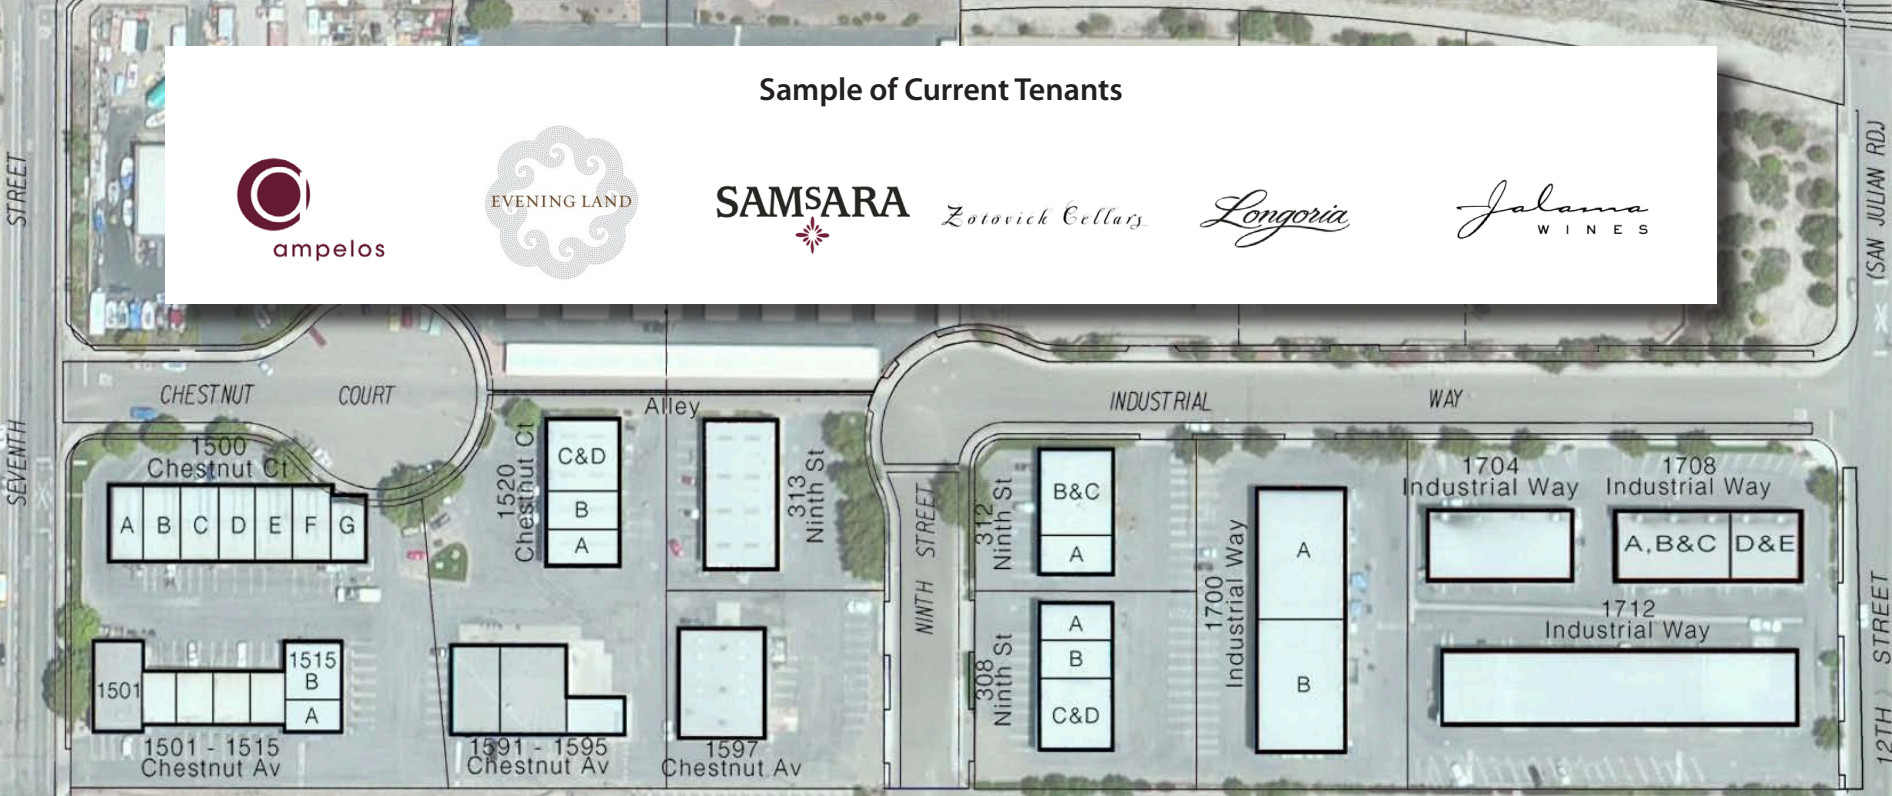 Sample of Current Tenants
ampelos
EVENING LAND
SAMsARA
Zotovich Cellars
Longoria
Jalama
WINES
STREET
SEVENTH
(SAN JULIAN RD)
12TH STREET
CHESTNUT COURT
Alley
INDUSTRIAL WAY
NINTH STREET
1500
Chestnut Ct
A B C D E F G
1520
Chestnut Ct
C&D
B
A
313
Ninth St
312
Ninth St
B&C
A
1700
Industrial Way
A
B
1704
Industrial Way
1708
Industrial Way
A,B&C D&E
1712
Industrial Way
1501
1515
B
A
1501 - 1515
Chestnut Av
1591 - 1595
Chestnut Av
1597
Chestnut Av
308
Ninth St
A
B
C&D